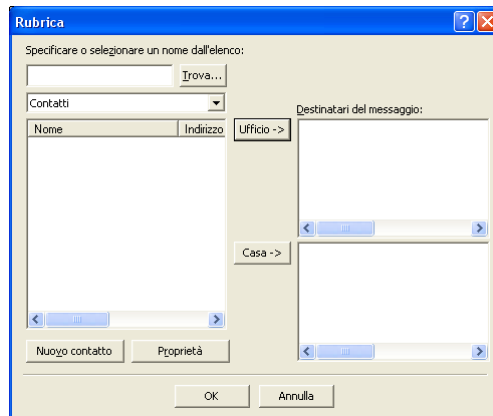 Rubrica
Specificare o selezionare un nome dall'elenco:
Trova...
Contatti
Destinatari del messaggio:
Nome Indirizzo
Ufficio ->
Casa ->
Nuovo contatto Proprietà
OK Annulla